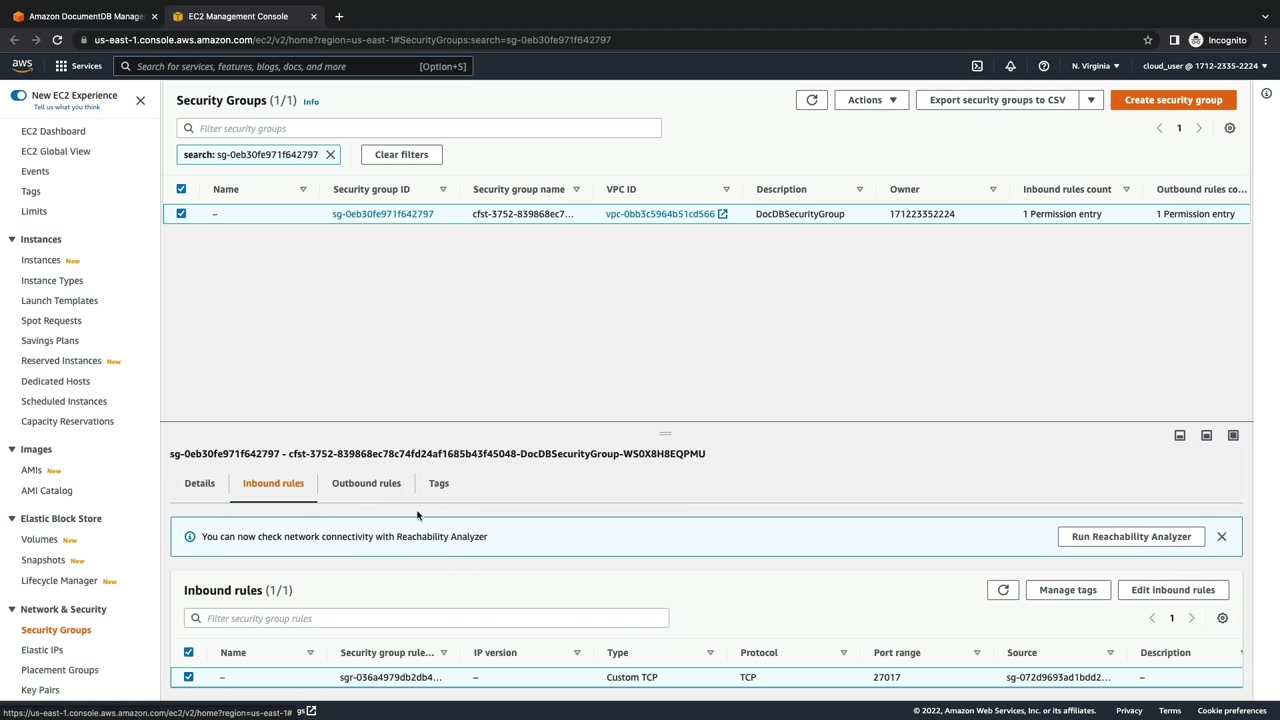 Amazon DocumentDB Manage
EC2 Management Console
us-east-1.console.aws.amazon.com/ec2/v2/home?region=us-east-1#SecurityGroups:search=sg-0eb30fe971f642797
Incognito
aws
Services
Search for services, features, blogs, docs, and more
[Option+S]
N. Virginia
cloud_user @ 1712-2335-2224
New EC2 Experience
Tell us what you think
EC2 Dashboard
EC2 Global View
Events
Tags
Limits
Instances
Instances New
Instance Types
Launch Templates
Spot Requests
Savings Plans
Reserved Instances New
Dedicated Hosts
Scheduled Instances
Capacity Reservations
Images
AMIs New
AMI Catalog
Elastic Block Store
Volumes New
Snapshots New
Lifecycle Manager New
Network & Security
Security Groups
Elastic IPs
Placement Groups
Key Pairs
Security Groups (1/1) Info
Actions
Export security groups to CSV
Create security group
Filter security groups
1
search: sg-0eb30fe971f642797
Clear filters
Name Security group ID Security group name VPC ID Description Owner Inbound rules count Outbound rules co...
– sg-0eb30fe971f642797 cfst-3752-839868ec7... vpc-0bb3c5964b51cd566 DocDBSecurityGroup 171223352224 1 Permission entry 1 Permission entry
sg-0eb30fe971f642797 - cfst-3752-839868ec78c74fd24af1685b43f45048-DocDBSecurityGroup-WS0X8H8EQPMU
Details
Inbound rules
Outbound rules
Tags
You can now check network connectivity with Reachability Analyzer
Run Reachability Analyzer
Inbound rules (1/1)
Manage tags
Edit inbound rules
Filter security group rules
1
Name Security group rule... IP version Type Protocol Port range Source Description
– sgr-036a4979db2db4... – Custom TCP TCP 27017 sg-072d9693ad1bdd2... –
https://us-east-1.console.aws.amazon.com/ec2/v2/home?region=us-east-1#
gs
© 2022, Amazon Web Services, Inc. or its affiliates.
Privacy
Terms
Cookie preferences